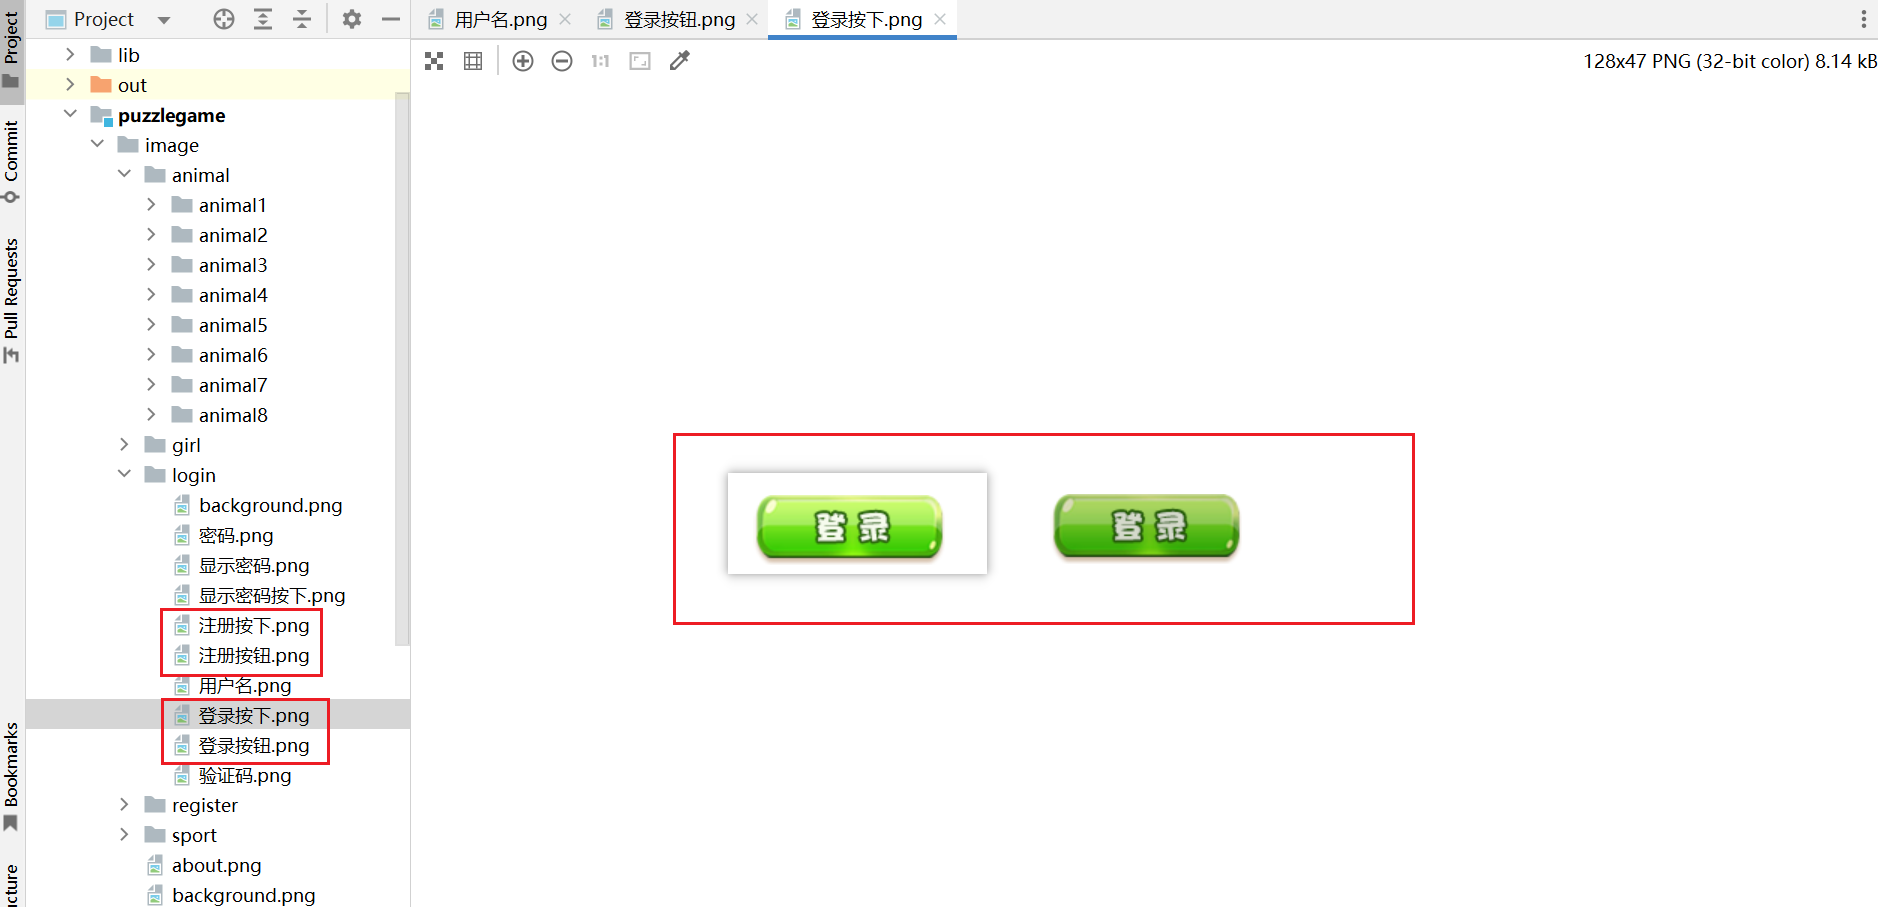 Project
Commit
Pull Requests
Bookmarks
ucture
Project
lib
out
puzzlegame
image
animal
animal1
animal2
animal3
animal4
animal5
animal6
animal7
animal8
girl
login
background.png
密码.png
显示密码.png
显示密码按下.png
注册按下.png
注册按钮.png
用户名.png
登录按下.png
登录按钮.png
验证码.png
register
sport
about.png
background.png
用户名.png
登录按钮.png
登录按下.png
1:1
128x47 PNG (32-bit color) 8.14 kB
登录
登录